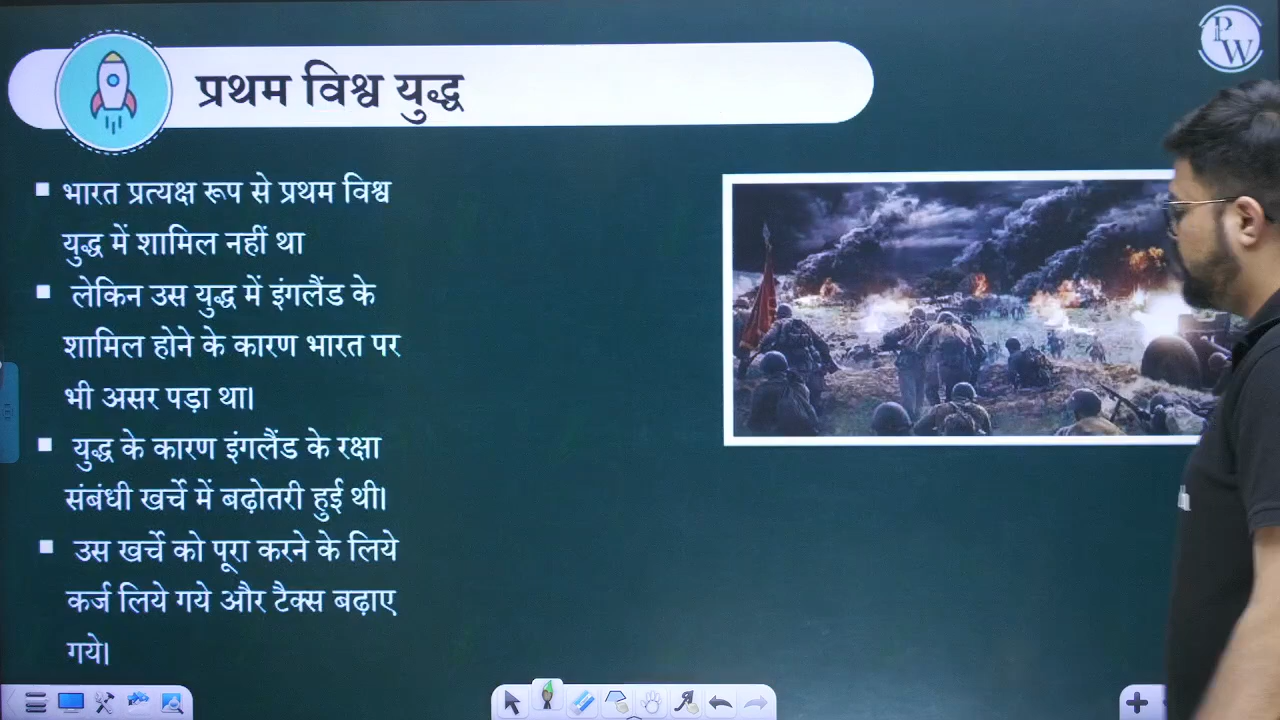 PW
प्रथम विश्व युद्ध
▪ भारत प्रत्यक्ष रूप से प्रथम विश्व
युद्ध में शामिल नहीं था
▪ लेकिन उस युद्ध में इंगलैंड के
शामिल होने के कारण भारत पर
भी असर पड़ा था।
▪ युद्ध के कारण इंगलैंड के रक्षा
संबंधी खर्चे में बढ़ोतरी हुई थी।
▪ उस खर्चे को पूरा करने के लिये
कर्ज लिये गये और टैक्स बढ़ाए
गये।